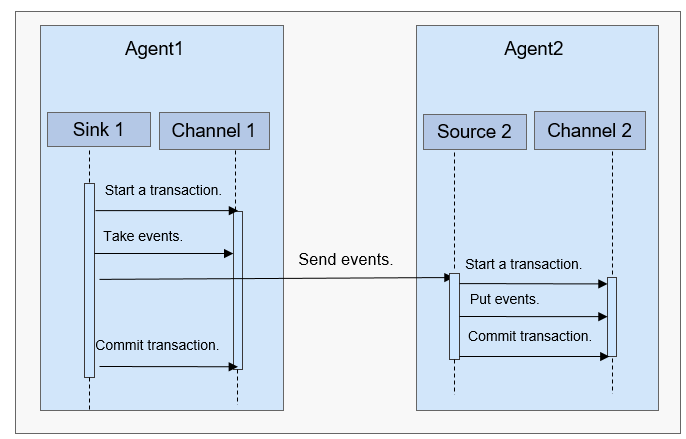 Agent1
Agent2
Sink 1
Channel 1
Source 2
Channel 2
Start a transaction.
Take events.
Send events.
Start a transaction.
Put events.
Commit transaction.
Commit transaction.